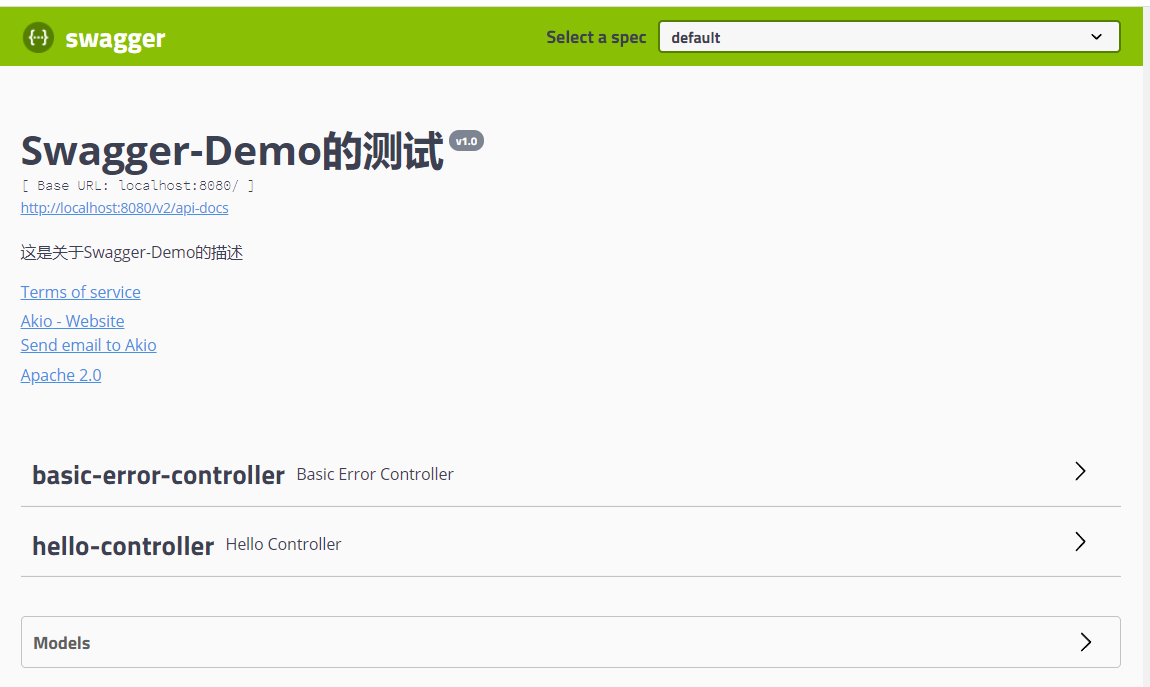 {···} swagger Select a spec default
Swagger-Demo的测试 v1.0
[ Base URL: localhost:8080/ ]
http://localhost:8080/v2/api-docs
这是关于Swagger-Demo的描述
Terms of service
Akio - Website
Send email to Akio
Apache 2.0
basic-error-controller Basic Error Controller
hello-controller Hello Controller
Models